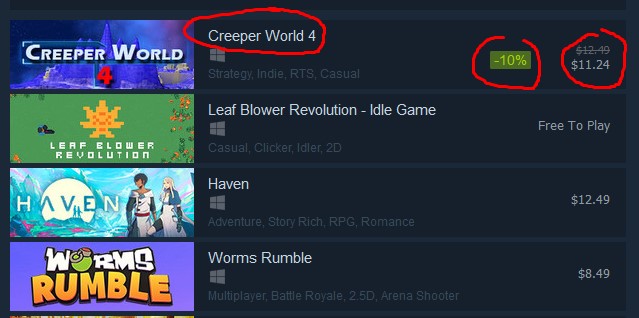 CREEPER WORLD
4
Creeper World 4
Strategy, Indie, RTS, Casual
-10%
$12.49
$11.24
LEAF BLOWER
REVOLUTION
Leaf Blower Revolution - Idle Game
Casual, Clicker, Idler, 2D
Free To Play
HAVEN
Haven
Adventure, Story Rich, RPG, Romance
$12.49
WORMS
RUMBLE
Worms Rumble
Multiplayer, Battle Royale, 2.5D, Arena Shooter
$8.49